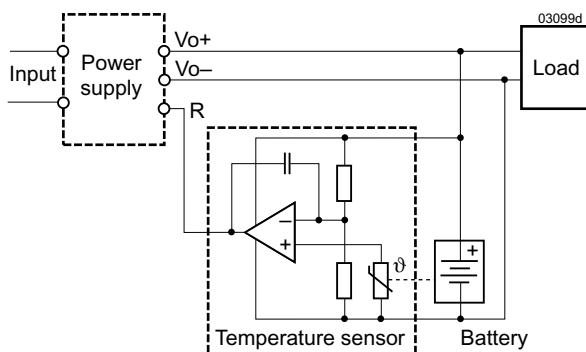 03099d
Input
Power
supply
Vo+
Vo–
R
Load
–
+
ϑ
+
Temperature sensor
Battery